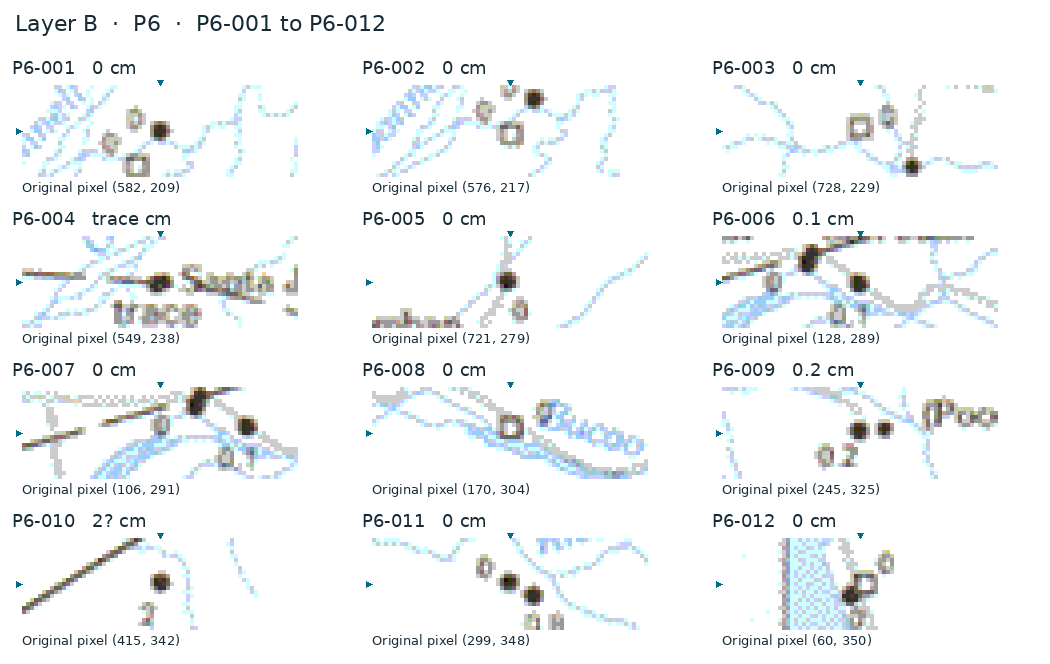 Layer B · P6 · P6-001 to P6-012
P6-001 0 cm
P6-002 0 cm
P6-003 0 cm
0
0
0
0
0
Original pixel (582, 209)
Original pixel (576, 217)
Original pixel (728, 229)
P6-004 trace cm
P6-005 0 cm
P6-006 0.1 cm
Santa
trace
0
0
0.1
Original pixel (549, 238)
Original pixel (721, 279)
Original pixel (128, 289)
P6-007 0 cm
P6-008 0 cm
P6-009 0.2 cm
0
0.1
0
(Poo
0.2
Original pixel (106, 291)
Original pixel (170, 304)
Original pixel (245, 325)
P6-010 2? cm
P6-011 0 cm
P6-012 0 cm
2
0
0
Original pixel (415, 342)
Original pixel (299, 348)
Original pixel (60, 350)